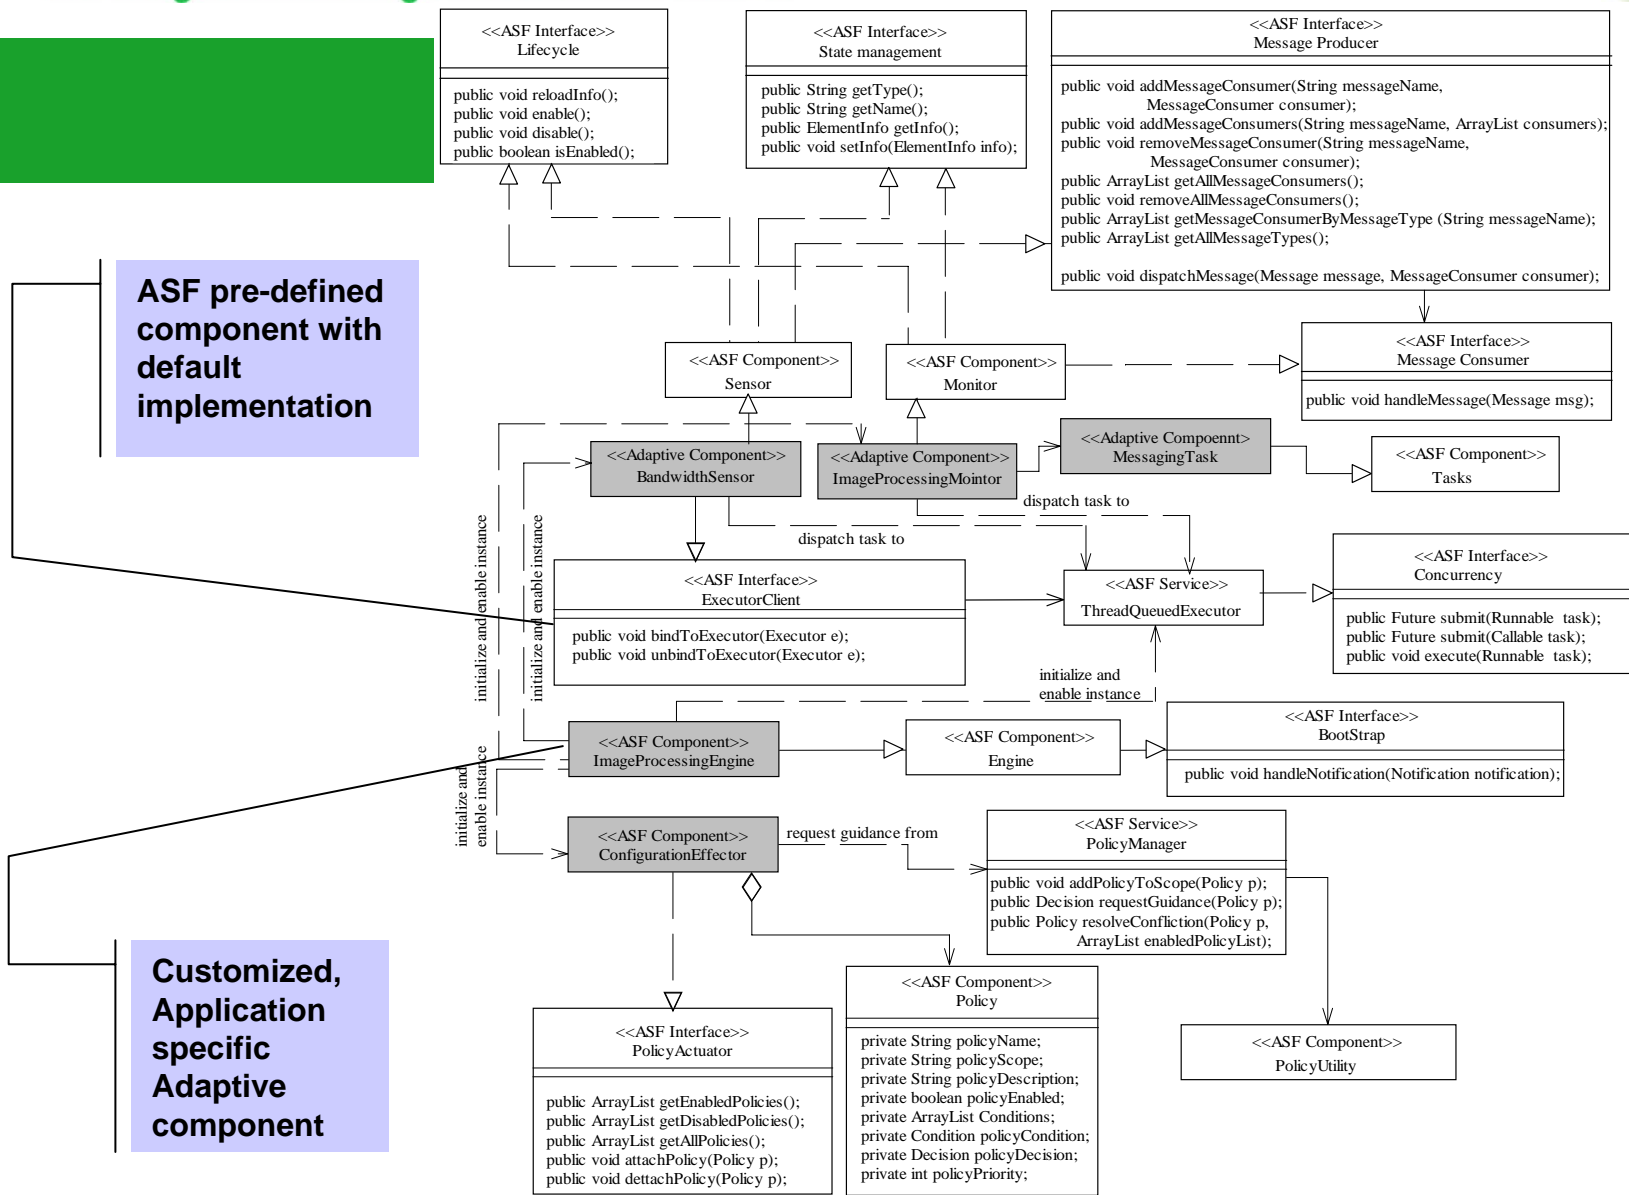 <<ASF Interface>>
Lifecycle
public void reloadInfo();
public void enable();
public void disable();
public boolean isEnabled();
<<ASF Interface>>
State management
public String getType();
public String getName();
public ElementInfo getInfo();
public void setInfo(ElementInfo info);
<<ASF Interface>>
Message Producer
public void addMessageConsumer(String messageName,
MessageConsumer consumer);
public void addMessageConsumers(String messageName, ArrayList consumers);
public void removeMessageConsumer(String messageName,
MessageConsumer consumer);
public ArrayList getAllMessageConsumers();
public void removeAllMessageConsumers();
public ArrayList getMessageConsumerByMessageType (String messageName);
public ArrayList getAllMessageTypes();
public void dispatchMessage(Message message, MessageConsumer consumer);
ASF pre-defined
component with
default
implementation
<<ASF Component>>
Sensor
<<ASF Component>>
Monitor
<<ASF Interface>>
Message Consumer
public void handleMessage(Message msg);
<<Adaptive Component>>
BandwidthSensor
<<Adaptive Component>>
ImageProcessingMointor
<<Adaptive Compoennt>
MessagingTask
<<ASF Component>>
Tasks
dispatch task to
dispatch task to
initialize and enable instance
initialize and enable instance
<<ASF Interface>>
ExecutorClient
public void bindToExecutor(Executor e);
public void unbindToExecutor(Executor e);
<<ASF Service>>
ThreadQueuedExecutor
<<ASF Interface>>
Concurrency
public Future submit(Runnable task);
public Future submit(Callable task);
public void execute(Runnable task);
initialize and
enable instance
<<ASF Component>>
ImageProcessingEngine
<<ASF Component>>
Engine
<<ASF Interface>>
BootStrap
public void handleNotification(Notification notification);
initialize and
enable instance
<<ASF Component>>
ConfigurationEffector
request guidance from
<<ASF Service>>
PolicyManager
public void addPolicyToScope(Policy p);
public Decision requestGuidance(Policy p);
public Policy resolveConfliction(Policy p,
ArrayList enabledPolicyList);
Customized,
Application
specific
Adaptive
component
<<ASF Interface>>
PolicyActuator
public ArrayList getEnabledPolicies();
public ArrayList getDisabledPolicies();
public ArrayList getAllPolicies();
public void attachPolicy(Policy p);
public void dettachPolicy(Policy p);
<<ASF Component>>
Policy
private String policyName;
private String policyScope;
private String policyDescription;
private boolean policyEnabled;
private ArrayList Conditions;
private Condition policyCondition;
private Decision policyDecision;
private int policyPriority;
<<ASF Component>>
PolicyUtility